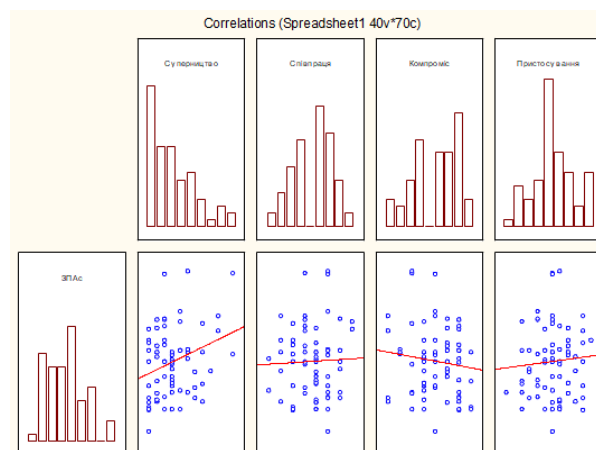 Correlations (Spreadsheet1 40v*70c)
Суперництво
Співпраця
Компроміс
Пристосування
ЗПАс